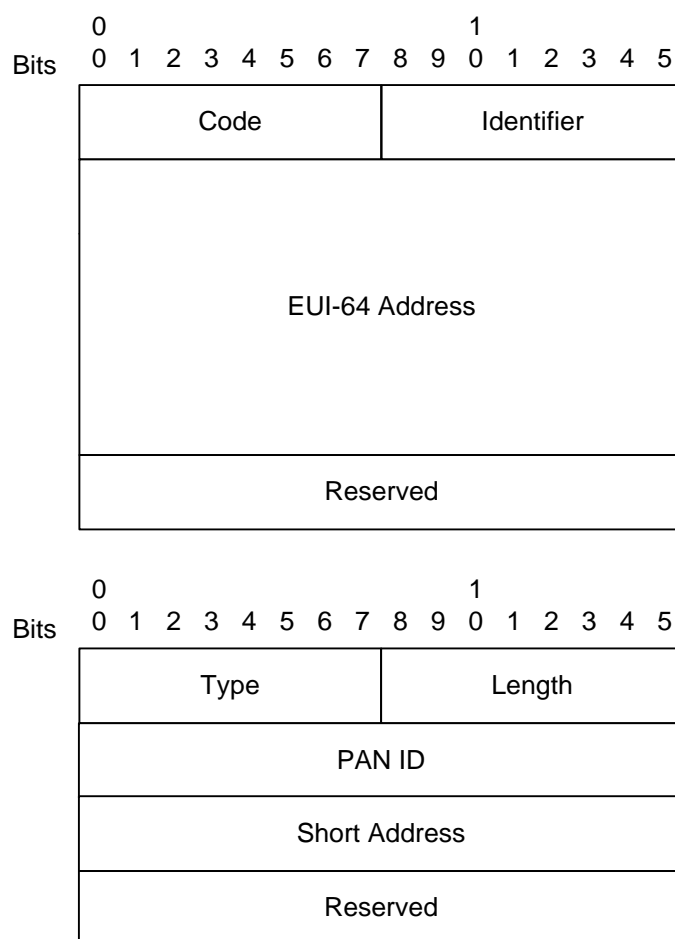 0 1
Bits 0 1 2 3 4 5 6 7 8 9 0 1 2 3 4 5
Code Identifier
EUI-64 Address
Reserved
0 1
Bits 0 1 2 3 4 5 6 7 8 9 0 1 2 3 4 5
Type Length
PAN ID
Short Address
Reserved